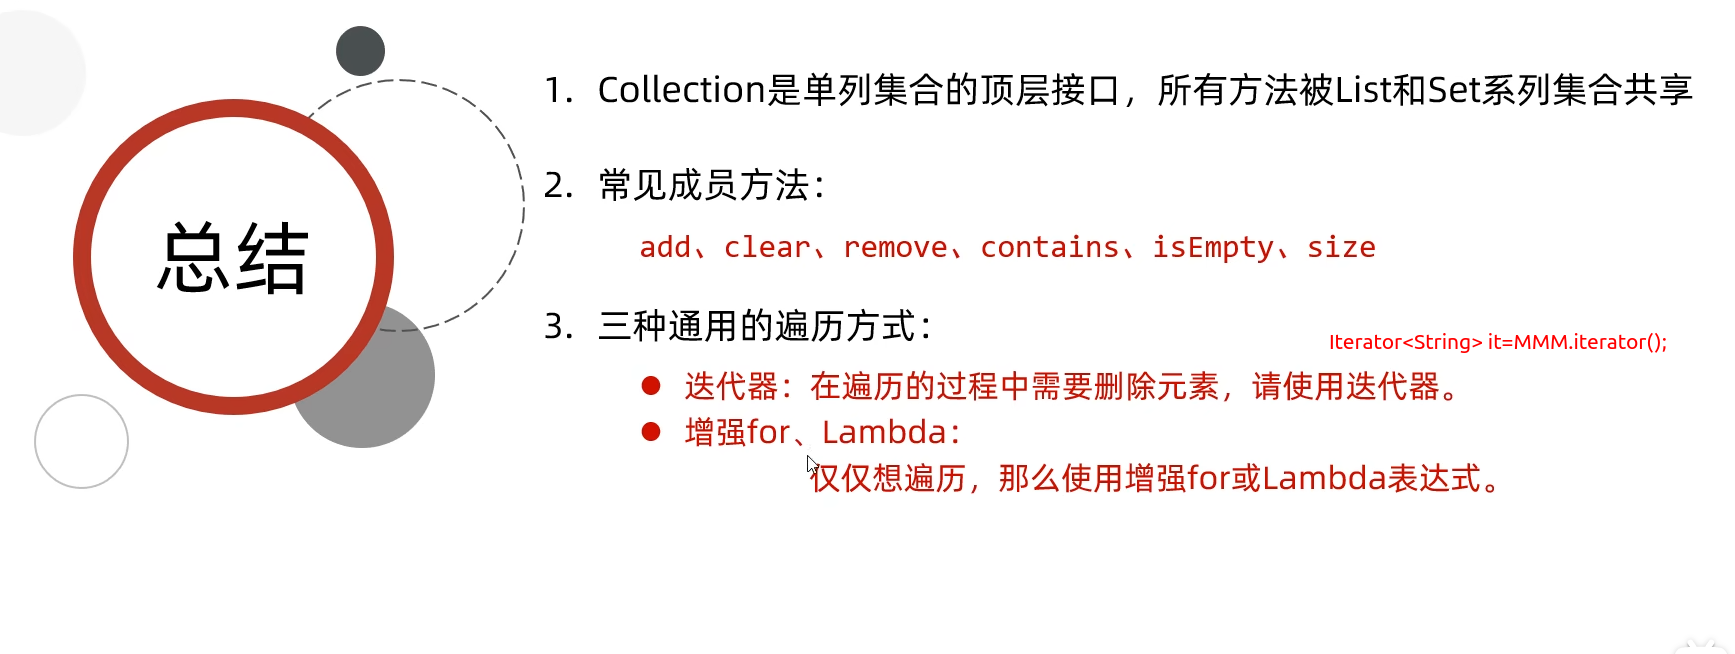 总结
1. Collection是单列集合的顶层接口，所有方法被List和Set系列集合共享
2. 常见成员方法：
add、clear、remove、contains、isEmpty、size
3. 三种通用的遍历方式：
Iterator<String> it=MMM.iterator();
迭代器：在遍历的过程中需要删除元素，请使用迭代器。
增强for、Lambda：
仅仅想遍历，那么使用增强for或Lambda表达式。